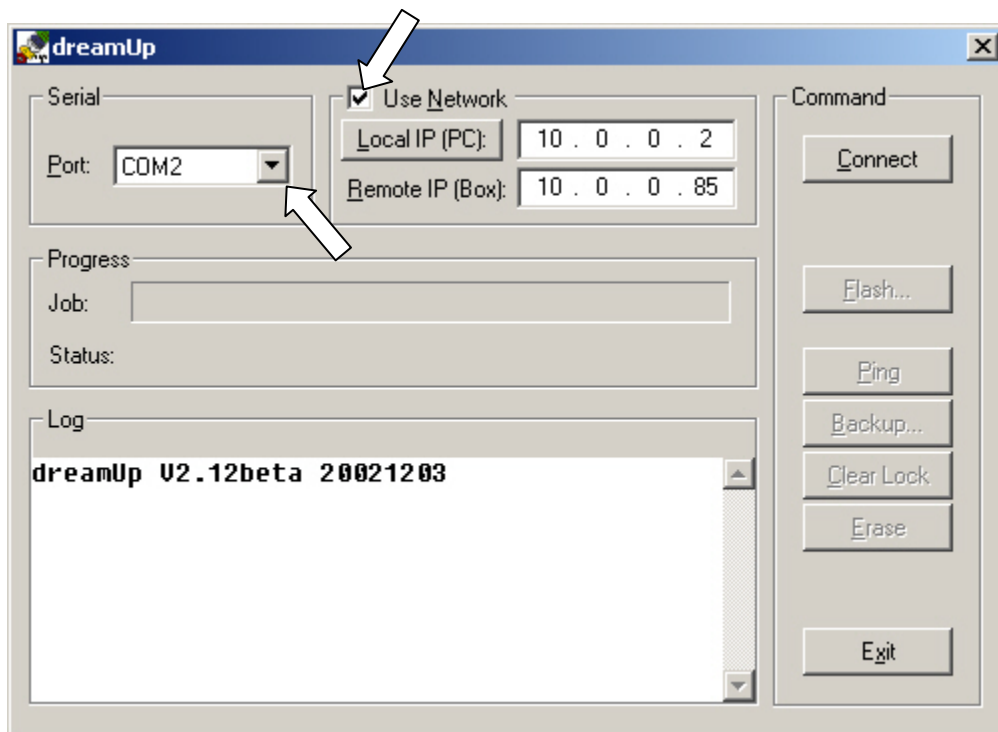 dreamUp
Serial
Port: COM2
Use Network
Local IP (PC): 10 . 0 . 0 . 2
Remote IP (Box): 10 . 0 . 0 . 85
Progress
Job:
Status:
Log
dreamUp V2.12beta 20021203
Command
Connect
Flash...
Ping
Backup...
Clear Lock
Erase
Exit